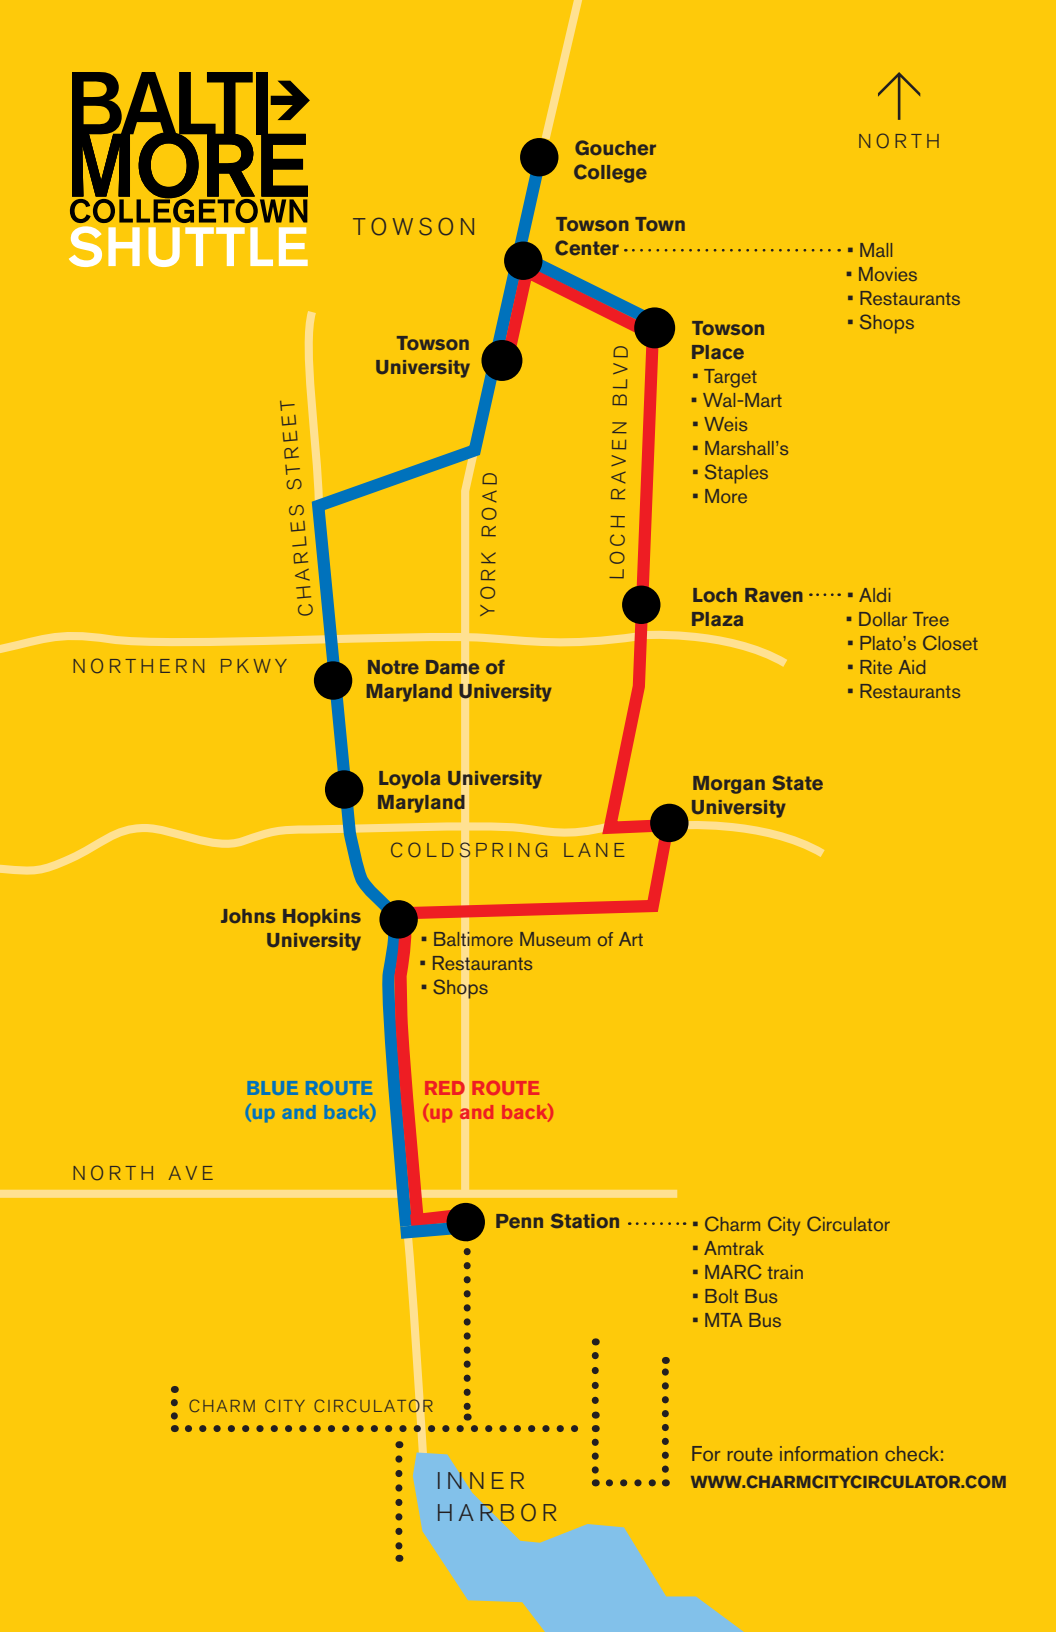 BALTI
MORE
COLLEGETOWN
SHUTTLE
NORTH
Goucher
College
TOWSON
Towson Town
Center
▪ Mall
▪ Movies
▪ Restaurants
▪ Shops
Towson
University
Towson
Place
▪ Target
▪ Wal-Mart
▪ Weis
▪ Marshall’s
▪ Staples
▪ More
CHARLES STREET
YORK ROAD
LOCH RAVEN BLVD
Loch Raven
Plaza
▪ Aldi
▪ Dollar Tree
▪ Plato’s Closet
▪ Rite Aid
▪ Restaurants
NORTHERN PKWY
Notre Dame of
Maryland University
Loyola University
Maryland
Morgan State
University
COLDSPRING LANE
Johns Hopkins
University
▪ Baltimore Museum of Art
▪ Restaurants
▪ Shops
BLUE ROUTE
(up and back)
RED ROUTE
(up and back)
NORTH AVE
Penn Station
▪ Charm City Circulator
▪ Amtrak
▪ MARC train
▪ Bolt Bus
▪ MTA Bus
CHARM CITY CIRCULATOR
For route information check:
WWW.CHARMCITYCIRCULATOR.COM
INNER
HARBOR